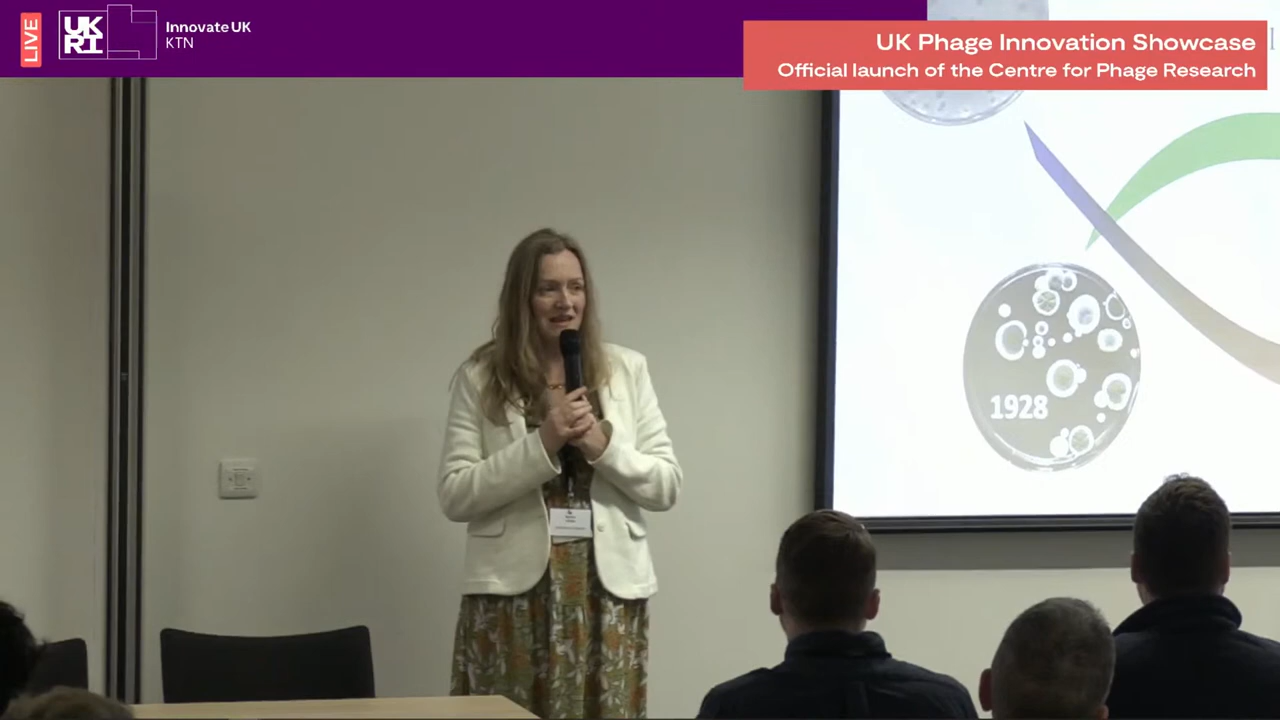 LIVE
UK
RI
Innovate UK
KTN
UK Phage Innovation Showcase
Official launch of the Centre for Phage Research
1928